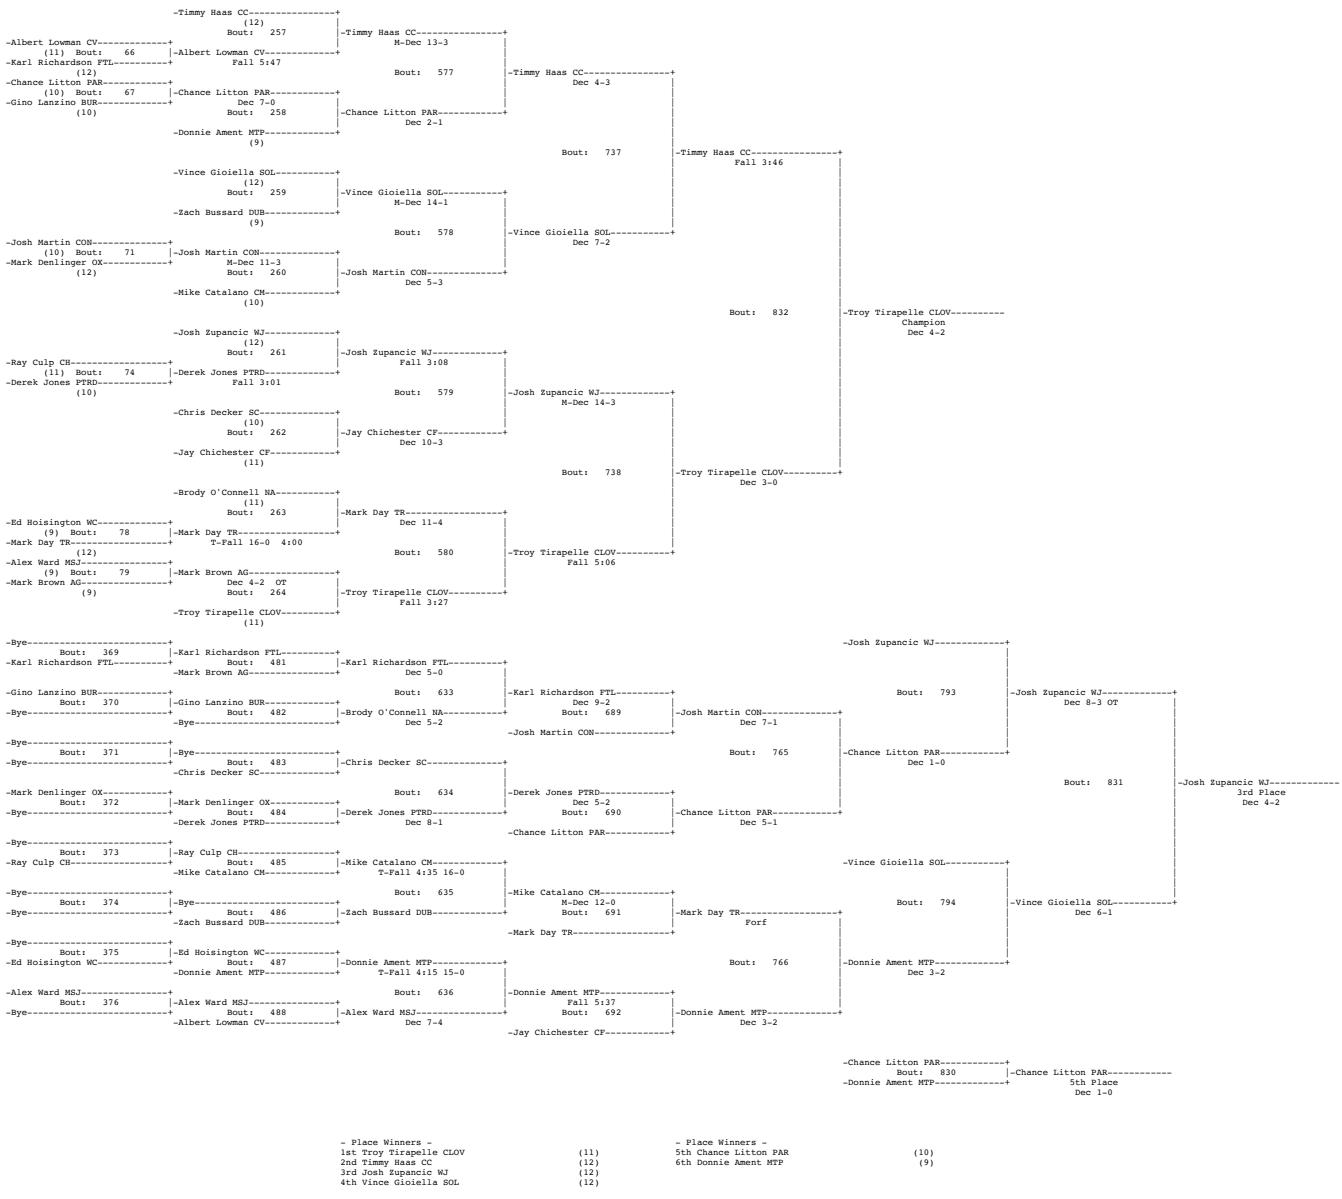 -Timmy Haas CC----------------+
(12)
Bout: 257 |-Timmy Haas CC----------------+
-Albert Lowman CV-------------+ M-Dec 13-3
(11) Bout: 66 |-Albert Lowman CV-------------+
-Karl Richardson FTL----------+ Fall 5:47
(12) Bout: 577 |-Timmy Haas CC----------------+
-Chance Litton PAR------------+ Dec 4-3
(10) Bout: 67 |-Chance Litton PAR------------+
-Gino Lanzino BUR-------------+ Dec 7-0
(10) Bout: 258 |-Chance Litton PAR------------+
Dec 2-1
-Donnie Ament MTP-------------+
(9)
Bout: 737 |-Timmy Haas CC----------------+
Fall 3:46
-Vince Gioiella SOL-----------+
(12)
Bout: 259 |-Vince Gioiella SOL-----------+
M-Dec 14-1
-Zach Bussard DUB-------------+
(9)
Bout: 578 |-Vince Gioiella SOL-----------+
-Josh Martin CON--------------+ Dec 7-2
(10) Bout: 71 |-Josh Martin CON--------------+
-Mark Denlinger OX------------+ M-Dec 11-3
(12) Bout: 260 |-Josh Martin CON--------------+
Dec 5-3
-Mike Catalano CM-------------+
(10)
Bout: 832 |-Troy Tirapelle CLOV----------
Champion
-Josh Zupancic WJ-------------+ Dec 4-2
(12)
Bout: 261 |-Josh Zupancic WJ-------------+
-Ray Culp CH------------------+ Fall 3:08
(11) Bout: 74 |-Derek Jones PTRD-------------+
-Derek Jones PTRD-------------+ Fall 3:01
(10) Bout: 579 |-Josh Zupancic WJ-------------+
M-Dec 14-3
-Chris Decker SC--------------+
(10)
Bout: 262 |-Jay Chichester CF------------+
Dec 10-3
-Jay Chichester CF------------+
(11)
Bout: 738 |-Troy Tirapelle CLOV----------+
Dec 3-0
-Brody O'Connell NA-----------+
(11)
Bout: 263 |-Mark Day TR------------------+
-Ed Hoisington WC-------------+ Dec 11-4
(9) Bout: 78 |-Mark Day TR------------------+
-Mark Day TR------------------+ T-Fall 16-0 4:00
(12) Bout: 580 |-Troy Tirapelle CLOV----------+
-Alex Ward MSJ----------------+ Fall 5:06
(9) Bout: 79 |-Mark Brown AG----------------+
-Mark Brown AG----------------+ Dec 4-2 OT
(9) Bout: 264 |-Troy Tirapelle CLOV----------+
Fall 3:27
-Troy Tirapelle CLOV----------+
(11)
-Bye--------------------------+ -Josh Zupancic WJ-------------+
Bout: 369 |-Karl Richardson FTL----------+
-Karl Richardson FTL----------+ Bout: 481 |-Karl Richardson FTL----------+
-Mark Brown AG----------------+ Dec 5-0
-Gino Lanzino BUR-------------+ Bout: 633 |-Karl Richardson FTL----------+ Bout: 793 |-Josh Zupancic WJ-------------+
Bout: 370 |-Gino Lanzino BUR-------------+ Dec 9-2 Dec 8-3 OT
-Bye--------------------------+ Bout: 482 |-Brody O'Connell NA-----------+ Bout: 689 |-Josh Martin CON--------------+
-Bye--------------------------+ Dec 5-2 Dec 7-1
-Josh Martin CON--------------+
-Bye--------------------------+
Bout: 371 |-Bye--------------------------+ Bout: 765 |-Chance Litton PAR------------+
-Bye--------------------------+ Bout: 483 |-Chris Decker SC--------------+ Dec 1-0
-Chris Decker SC--------------+
Bout: 831 |-Josh Zupancic WJ-------------
-Mark Denlinger OX------------+ Bout: 634 |-Derek Jones PTRD-------------+ 3rd Place
Bout: 372 |-Mark Denlinger OX------------+ Dec 5-2 Dec 4-2
-Bye--------------------------+ Bout: 484 |-Derek Jones PTRD-------------+ Bout: 690 |-Chance Litton PAR------------+
-Derek Jones PTRD-------------+ Dec 8-1 Dec 5-1
-Chance Litton PAR------------+
-Bye--------------------------+
Bout: 373 |-Ray Culp CH------------------+
-Ray Culp CH------------------+ Bout: 485 |-Mike Catalano CM-------------+ -Vince Gioiella SOL-----------+
-Mike Catalano CM-------------+ T-Fall 4:35 16-0
-Bye--------------------------+ Bout: 635 |-Mike Catalano CM-------------+
Bout: 374 |-Bye--------------------------+ M-Dec 12-0 Bout: 794 |-Vince Gioiella SOL-----------+
-Bye--------------------------+ Bout: 486 |-Zach Bussard DUB-------------+ Bout: 691 |-Mark Day TR------------------+ Dec 6-1
-Zach Bussard DUB-------------+ Forf
-Mark Day TR------------------+
-Bye--------------------------+
Bout: 375 |-Ed Hoisington WC-------------+
-Ed Hoisington WC-------------+ Bout: 487 |-Donnie Ament MTP-------------+ Bout: 766 |-Donnie Ament MTP-------------+
-Donnie Ament MTP-------------+ T-Fall 4:15 15-0 Dec 3-2
-Alex Ward MSJ----------------+ Bout: 636 |-Donnie Ament MTP-------------+
Bout: 376 |-Alex Ward MSJ----------------+ Fall 5:37
-Bye--------------------------+ Bout: 488 |-Alex Ward MSJ----------------+ Bout: 692 |-Donnie Ament MTP-------------+
-Albert Lowman CV-------------+ Dec 7-4 Dec 3-2
-Jay Chichester CF------------+
-Chance Litton PAR------------+
Bout: 830 |-Chance Litton PAR------------
-Donnie Ament MTP-------------+ 5th Place
Dec 1-0
- Place Winners - - Place Winners -
1st Troy Tirapelle CLOV (11) 5th Chance Litton PAR (10)
2nd Timmy Haas CC (12) 6th Donnie Ament MTP (9)
3rd Josh Zupancic WJ (12)
4th Vince Gioiella SOL (12)